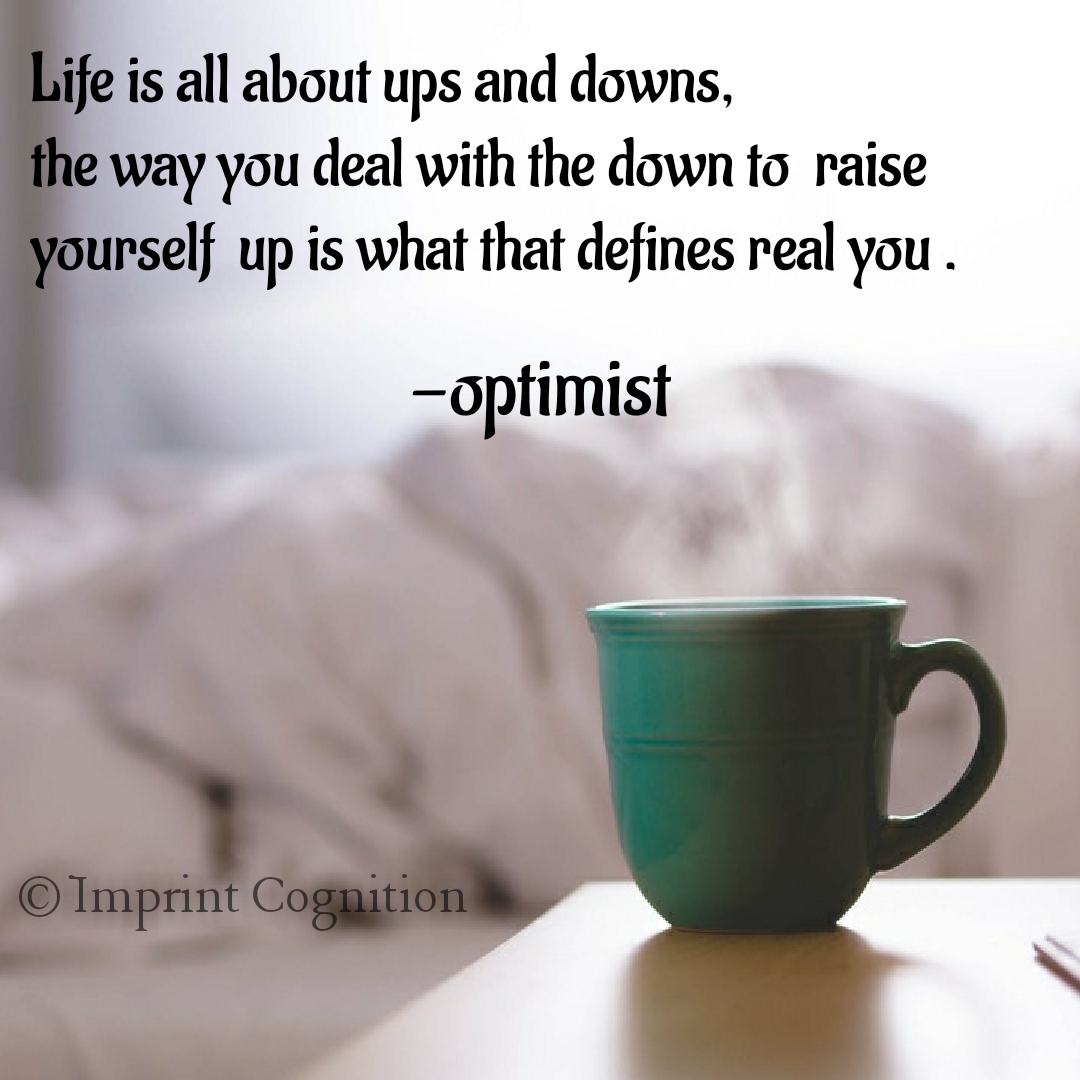 Life is all about ups and downs,
the way you deal with the down to  raise
yourself  up is what that defines real you .
–optimist
© Imprint Cognition